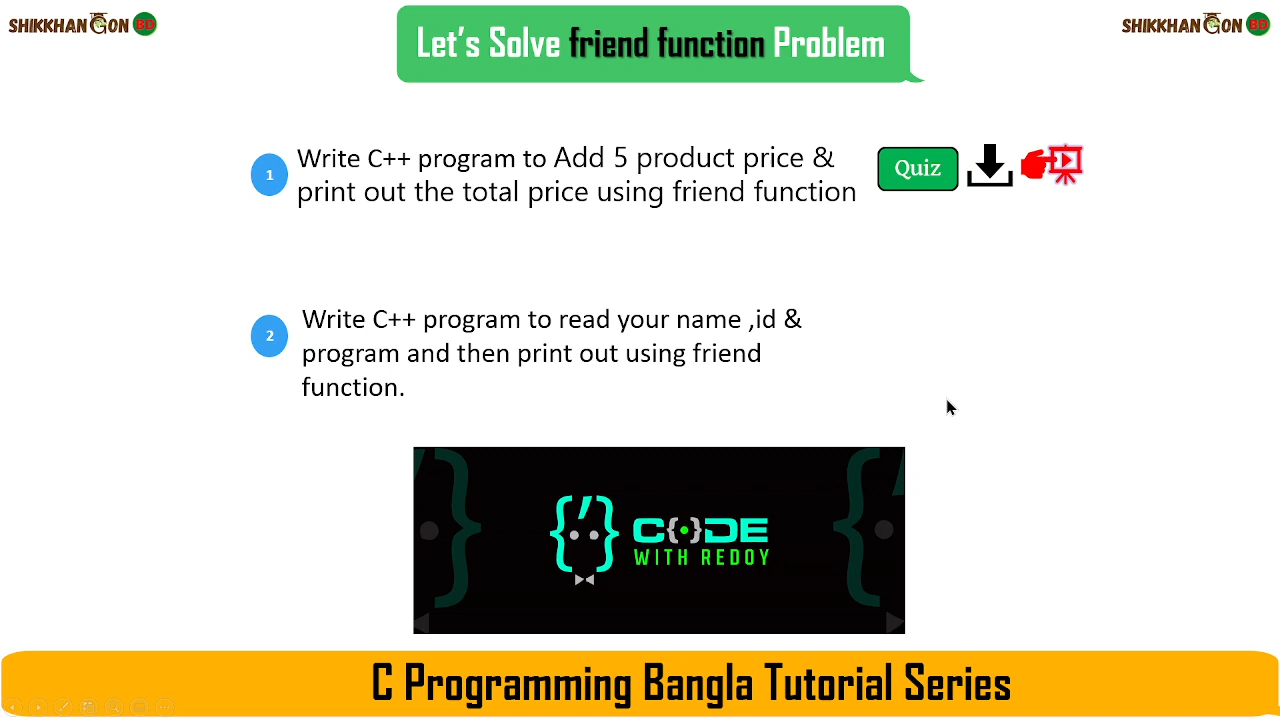 SHIKKHANGON BD
Let's Solve friend function Problem
SHIKKHANGON BD
1
Write C++ program to Add 5 product price &
print out the total price using friend function
Quiz
2
Write C++ program to read your name ,id &
program and then print out using friend
function.
CODE
WITH REDOY
C Programming Bangla Tutorial Series